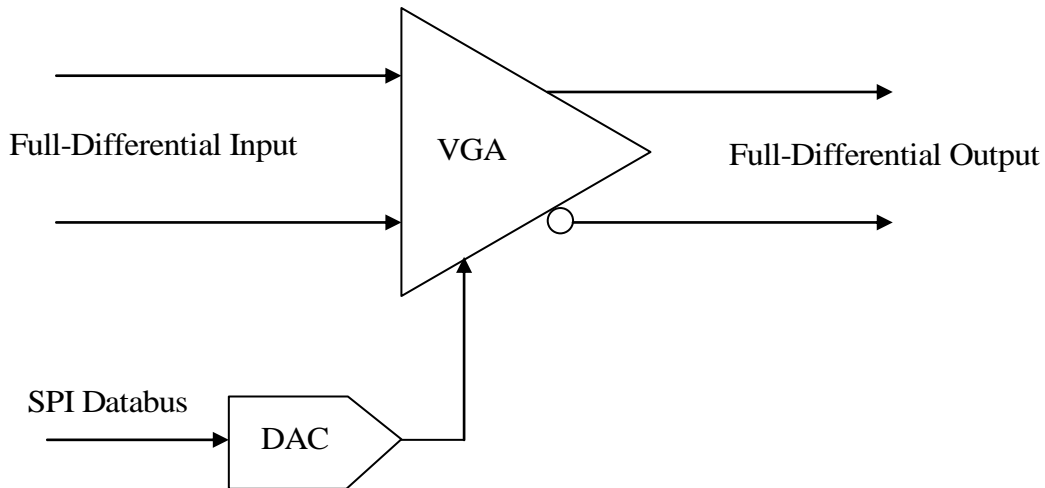 Full-Differential Input
VGA
Full-Differential Output
SPI Databus
DAC